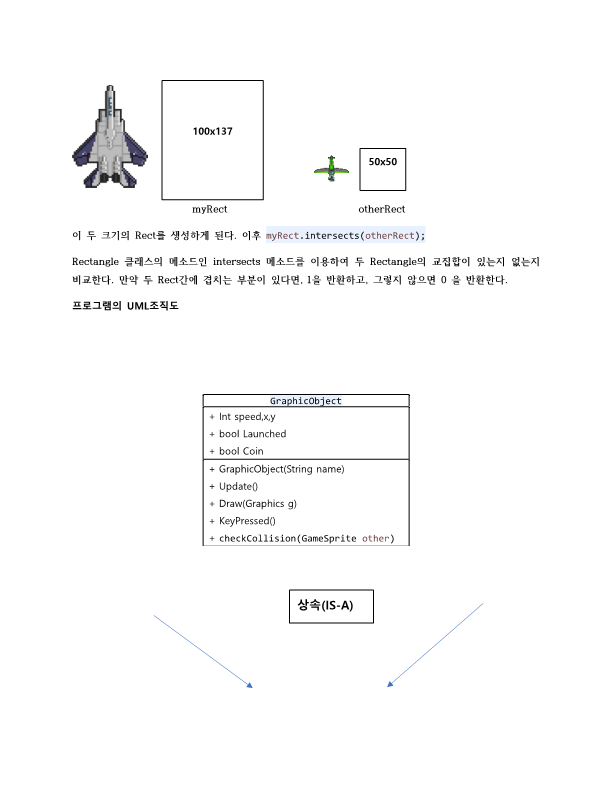 100x137
50x50
myRect
otherRect
이 두 크기의 Rect를 생성하게 된다. 이후 myRect.intersects(otherRect);
Rectangle 클래스의 메소드인 intersects 메소드를 이용하여 두 Rectangle의 교집합이 있는지 없는지
비교한다. 만약 두 Rect간에 겹치는 부분이 있다면, 1을 반환하고, 그렇지 않으면 0 을 반환한다.
프로그램의 UML조직도
GraphicObject
+ Int speed,x,y
+ bool Launched
+ bool Coin
+ GraphicObject(String name)
+ Update()
+ Draw(Graphics g)
+ KeyPressed()
+ checkCollision(GameSprite other)
상속(IS-A)